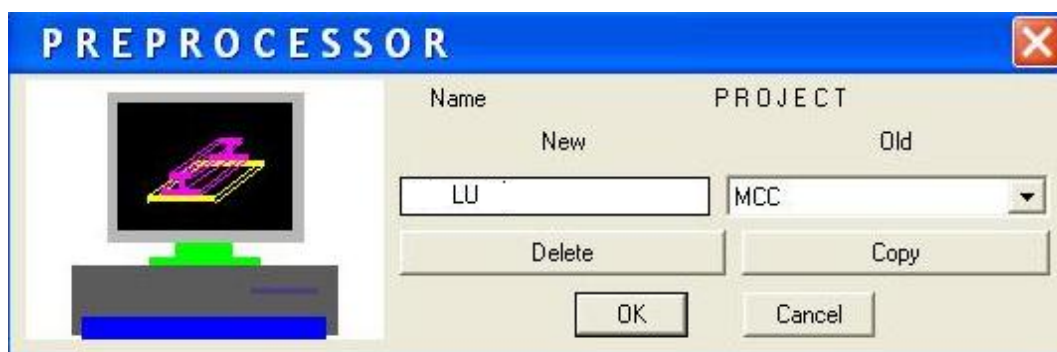 PREPROCESSOR
Name PROJECT
New Old
LU MCC
Delete Copy
OK Cancel